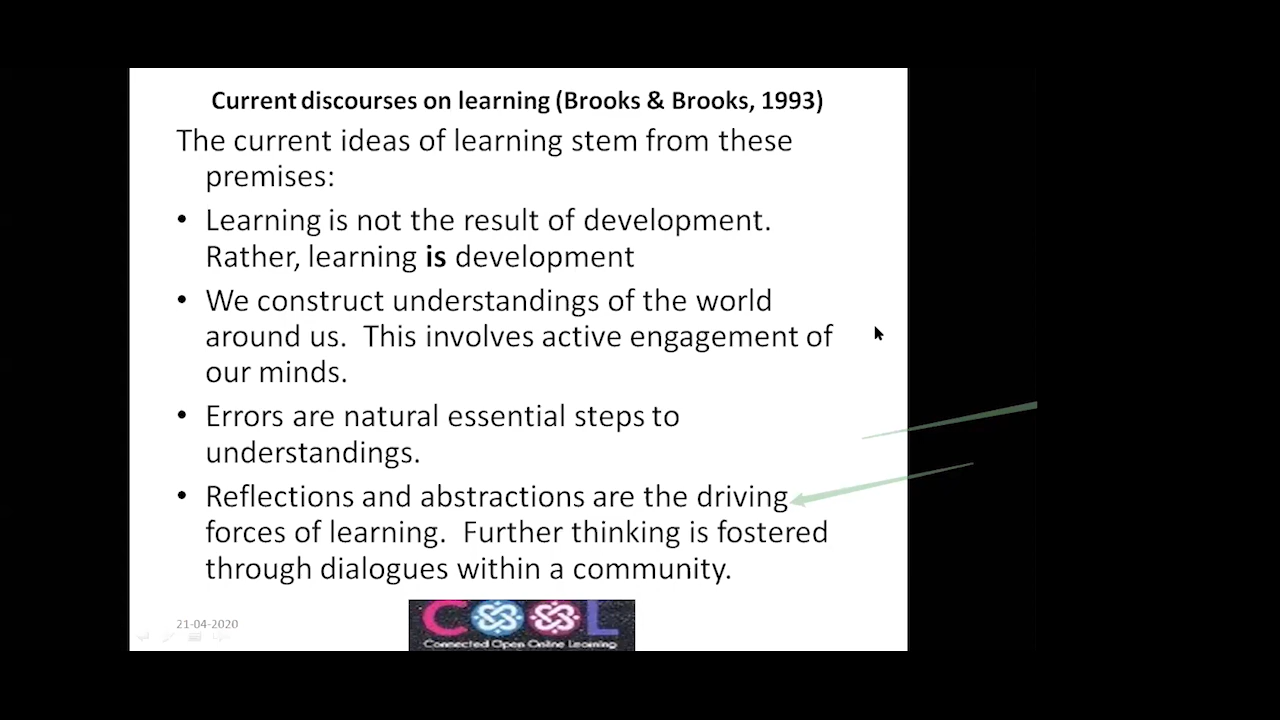 Current discourses on learning (Brooks & Brooks, 1993)
The current ideas of learning stem from these
premises:
• Learning is not the result of development.
Rather, learning is development
• We construct understandings of the world
around us.  This involves active engagement of
our minds.
• Errors are natural essential steps to
understandings.
• Reflections and abstractions are the driving
forces of learning.  Further thinking is fostered
through dialogues within a community.
21-04-2020
COOL
Connected Open Online Learning